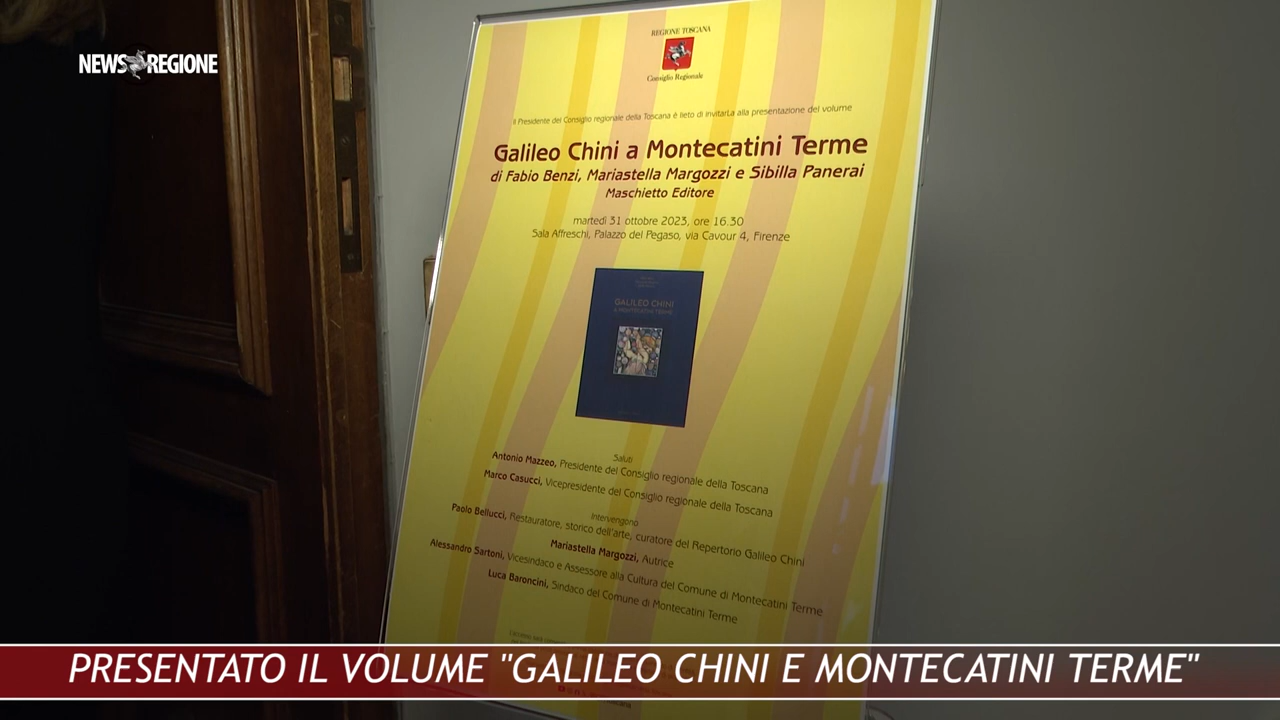 NEWS REGIONE
REGIONE TOSCANA
Consiglio Regionale
Il Presidente del Consiglio regionale della Toscana è lieto di invitarLa alla presentazione del volume
Galileo Chini a Montecatini Terme
di Fabio Benzi, Mariastella Margozzi e Sibilla Panerai
Maschietto Editore
martedì 31 ottobre 2023, ore 16.30
Sala Affreschi, Palazzo del Pegaso, via Cavour 4, Firenze
GALILEO CHINI
MONTECATINI TERME
Saluti
Antonio Mazzeo, Presidente del Consiglio regionale della Toscana
Marco Casucci, Vicepresidente del Consiglio regionale della Toscana
Intervengono
Paolo Bellucci, Restauratore, storico dell'arte, curatore del Repertorio Galileo Chini
Mariastella Margozzi, Autrice
Alessandro Sartoni, Vicesindaco e Assessore alla Cultura del Comune di Montecatini Terme
Luca Baroncini, Sindaco del Comune di Montecatini Terme
PRESENTATO IL VOLUME "GALILEO CHINI E MONTECATINI TERME"